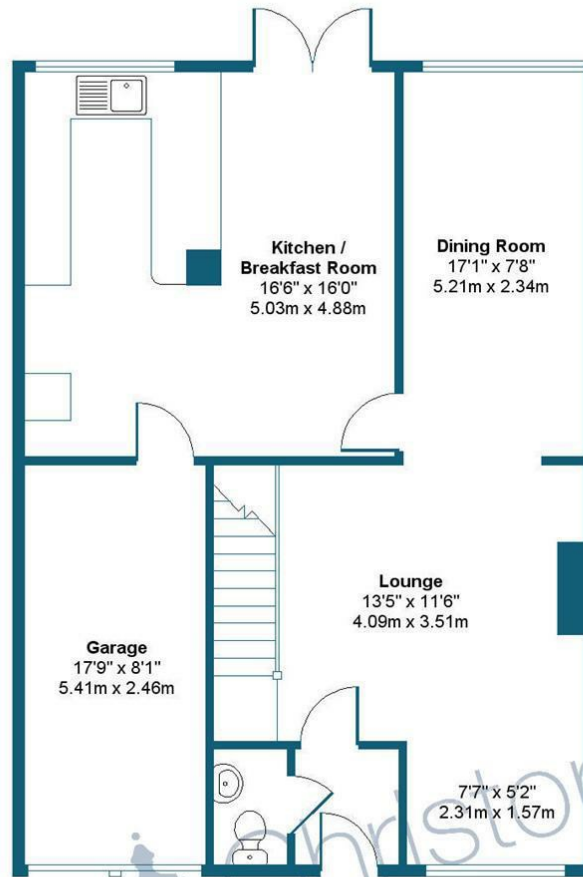 Kitchen /
Breakfast Room
16'6" x 16'0"
5.03m x 4.88m
Dining Room
17'1" x 7'8"
5.21m x 2.34m
Lounge
13'5" x 11'6"
4.09m x 3.51m
Garage
17'9" x 8'1"
5.41m x 2.46m
7'7" x 5'2"
2.31m x 1.57m
christop